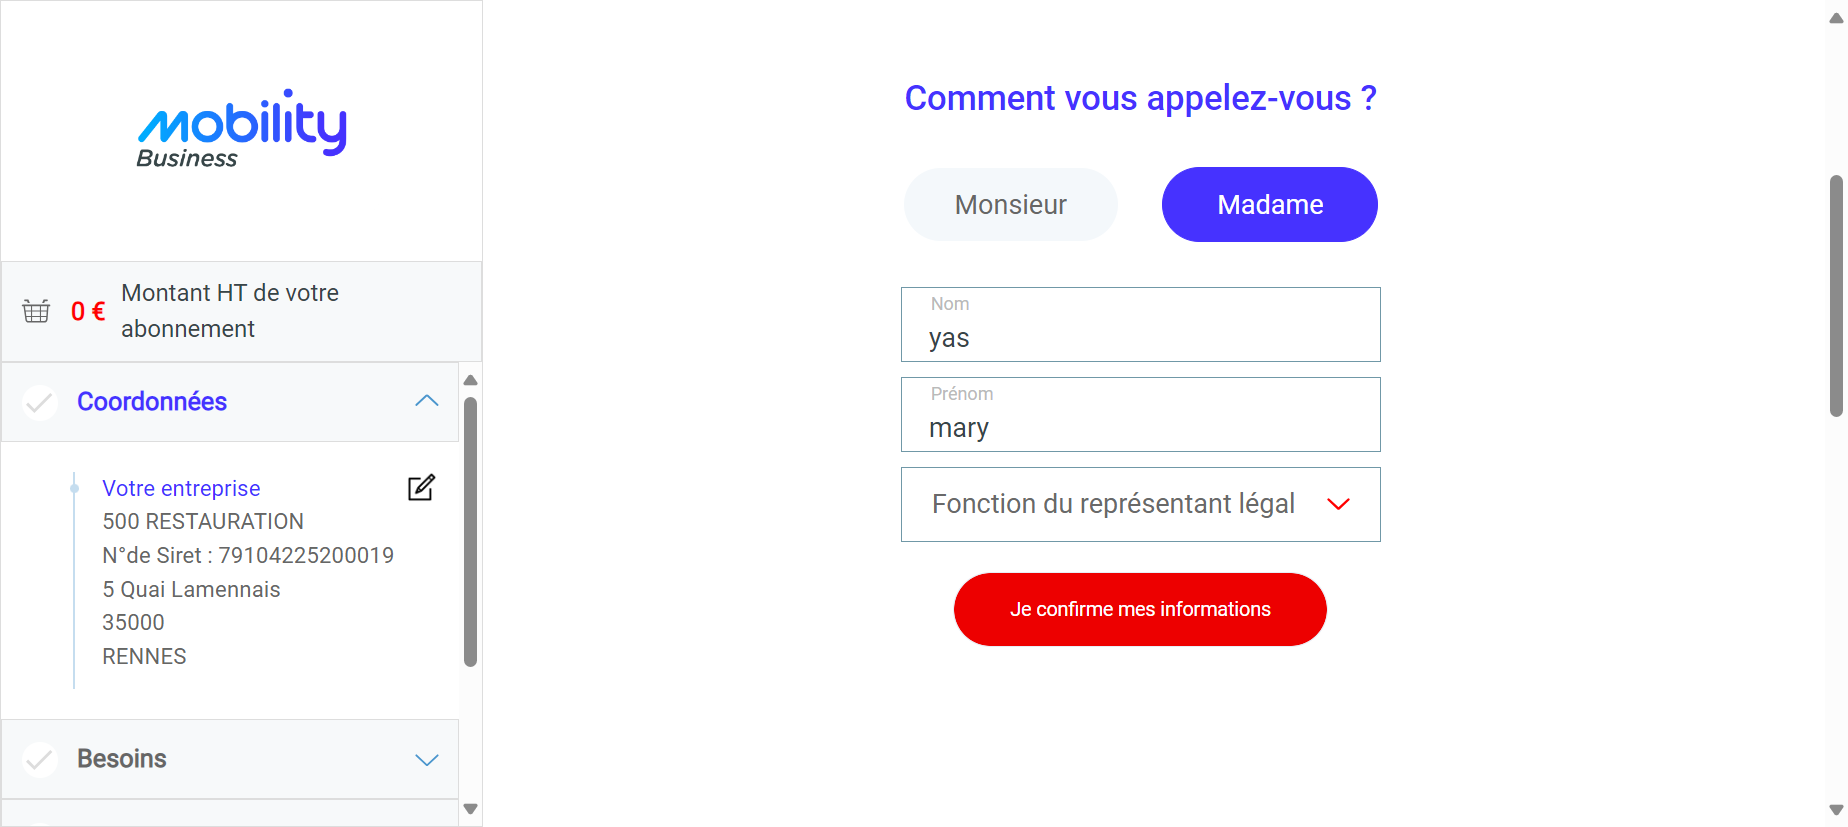 mobility
Business
0 €
Montant HT de votre
abonnement
Coordonnées
Votre entreprise
500 RESTAURATION
N°de Siret : 79104225200019
5 Quai Lamennais
35000
RENNES
Besoins
Comment vous appelez-vous ?
Monsieur
Madame
Nom
yas
Prénom
mary
Fonction du représentant légal
Je confirme mes informations